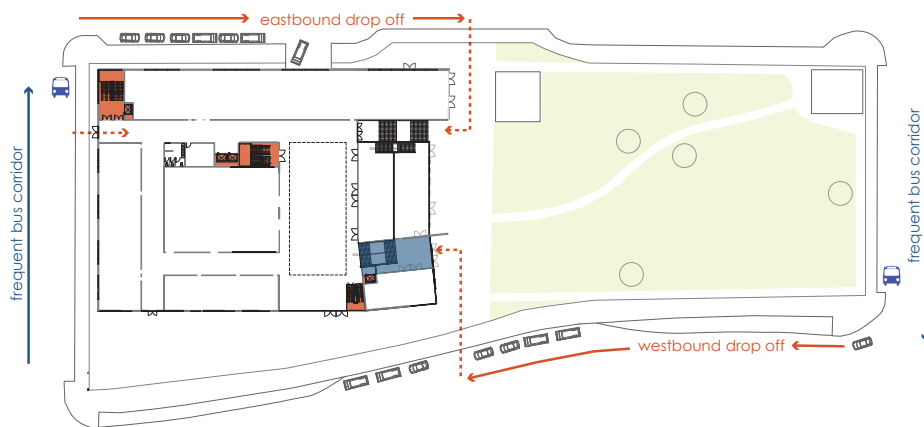 eastbound drop off
frequent bus corridor
frequent bus corridor
westbound drop off